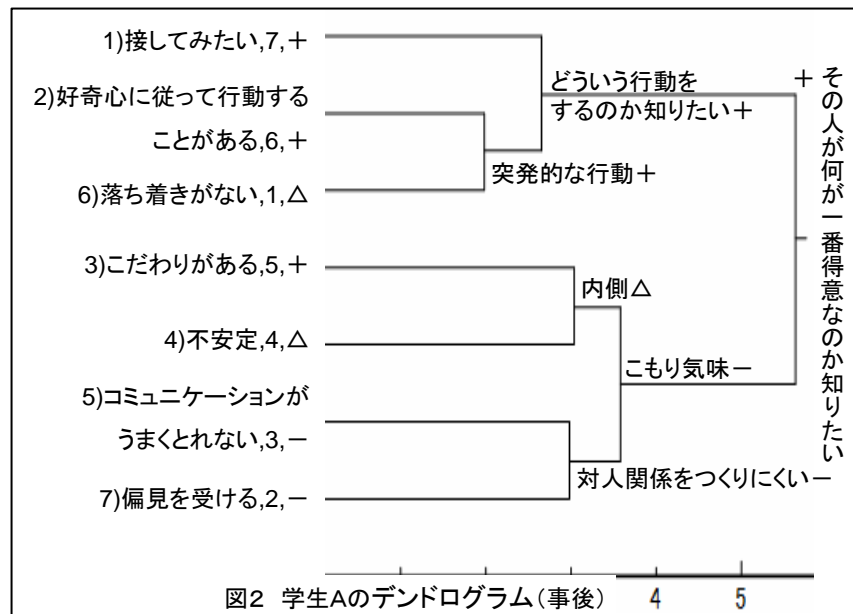 1)接してみたい,7,＋
2)好奇心に従って行動する
ことがある,6,＋
6)落ち着きがない,1,△
3)こだわりがある,5,＋
4)不安定,4,△
5)コミュニケーションが
うまくとれない,3,－
7)偏見を受ける,2,－
どういう行動を
するのか知りたい＋
突発的な行動＋
内側△
こもり気味－
対人関係をつくりにくい－
＋
その人が何が一番得意なのか知りたい
図2 学生Aのデンドログラム（事後）
4
5